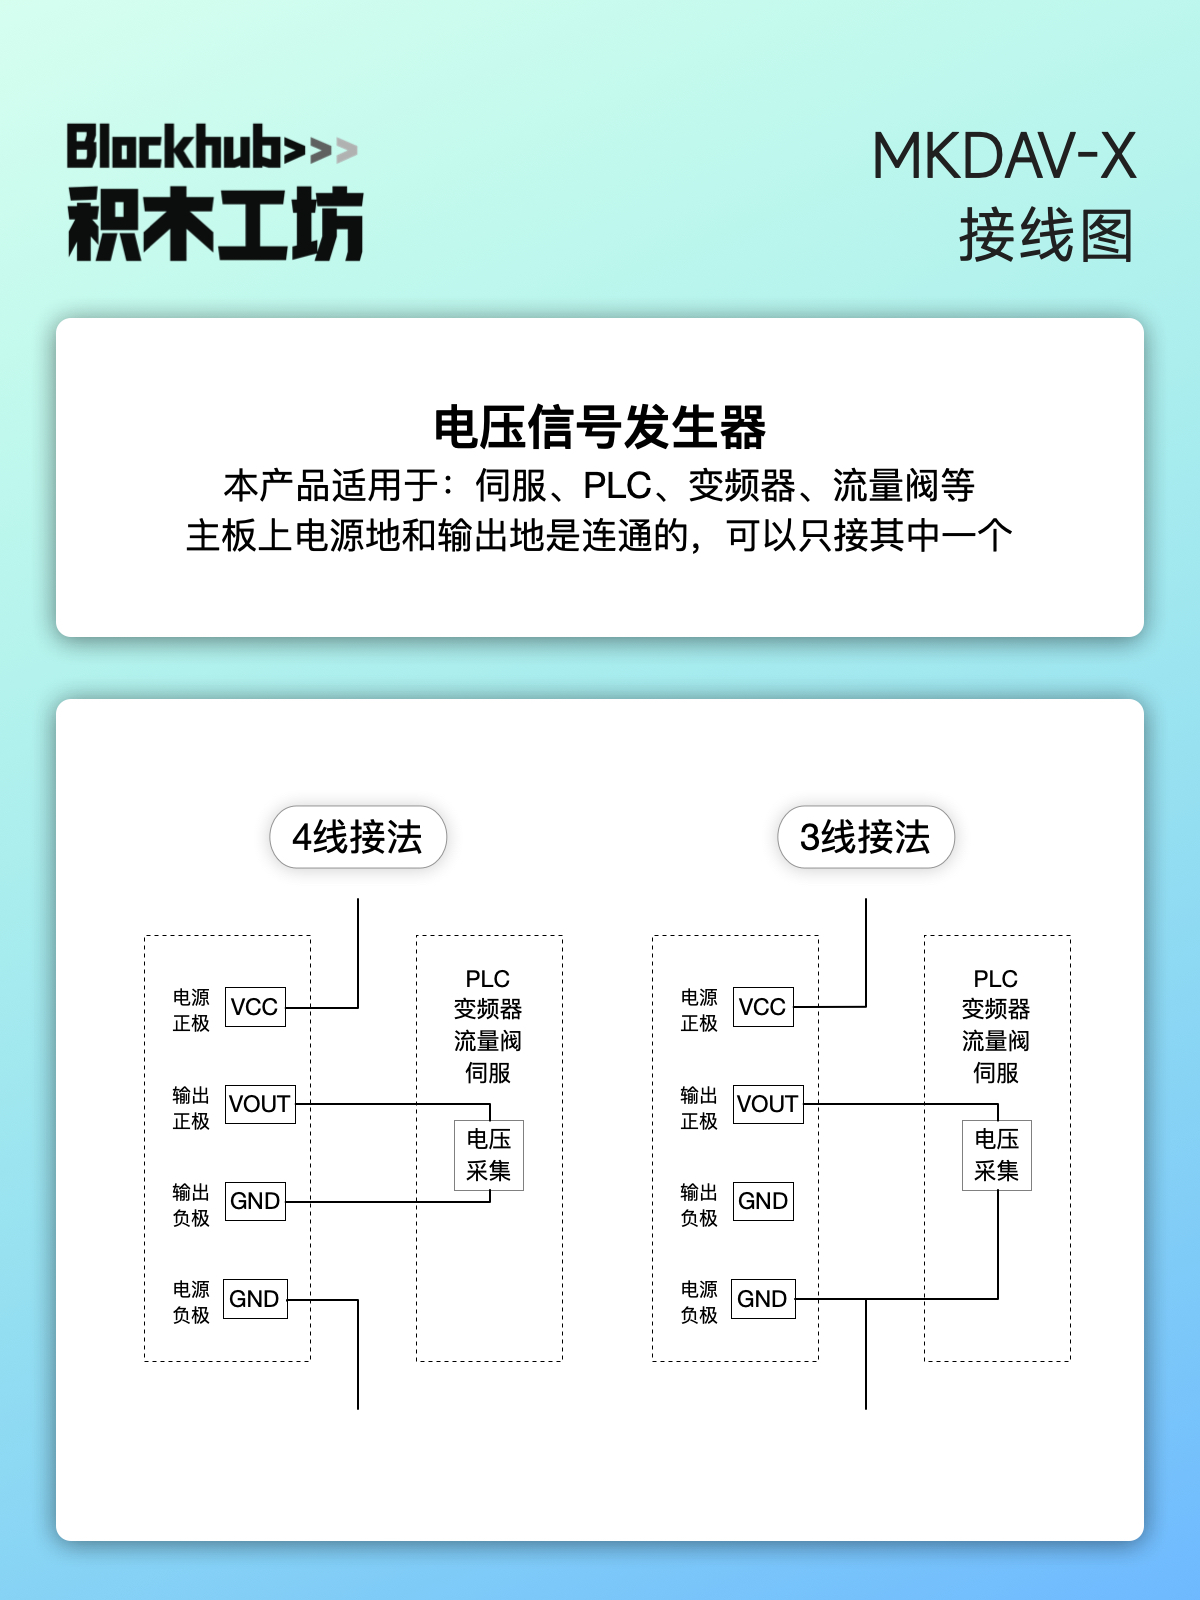 Blockhub>>>
积木工坊
MKDAV-X
接线图
电压信号发生器
本产品适用于：伺服、PLC、变频器、流量阀等
主板上电源地和输出地是连通的，可以只接其中一个
4线接法
电源
正极
VCC
输出
正极
VOUT
输出
负极
GND
电源
负极
GND
PLC
变频器
流量阀
伺服
电压
采集
3线接法
电源
正极
VCC
输出
正极
VOUT
输出
负极
GND
电源
负极
GND
PLC
变频器
流量阀
伺服
电压
采集